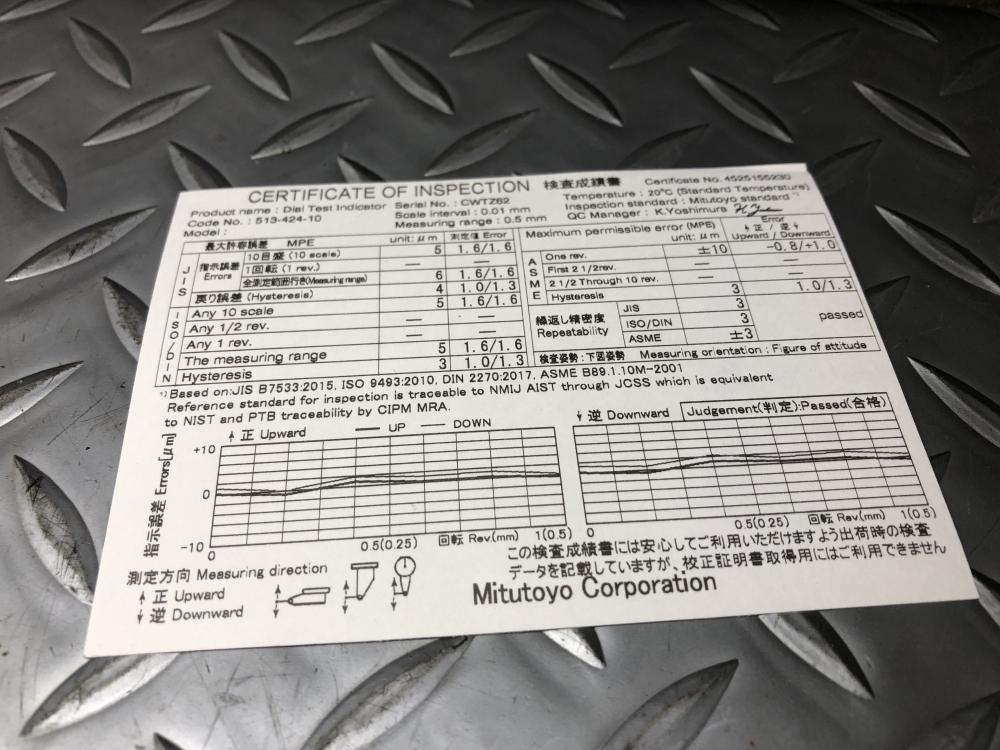 CERTIFICATE OF INSPECTION 検査成績書 Certificate No. 4525155230
Product name : Dial Test Indicator Serial No. : CWTZ62 Temperature : 20°C (Standard Temperature)
Code No. : 513-424-10 Scale interval : 0.01 mm Inspection standard : Mitutoyo standard *)
Model : Measuring range : 0.5 mm QC Manager : K.Yoshimura
最大許容誤差 MPE unit: μm 測定値 Error
JIS
指示誤差 Errors
10目盛 (10 scale) 5 1.6/1.6
1回転 (1 rev.) — —
全測定範囲行き(Measuring range) 6 1.6/1.6
戻り誤差 (Hysteresis) 4 1.0/1.3
ISO/DIN
Any 10 scale 5 1.6/1.6
Any 1/2 rev. — —
Any 1 rev. — —
The measuring range 5 1.6/1.6
Hysteresis 3 1.0/1.3
Maximum permissible error (MPE) unit: μm Error 正 / 逆 Upward / Downward
ASME
One rev. ±10 -0.8/+1.0
First 2 1/2rev. — —
2 1/2 Through 10 rev. — —
Hysteresis 3 1.0/1.3
繰返し精密度 Repeatability
JIS 3
ISO/DIN 3 passed
ASME ±3
検査姿勢 : 下図姿勢 Measuring orientation : Figure of attitude
*) Based on:JIS B7533:2015, ISO 9493:2010, DIN 2270:2017, ASME B89.1.10M-2001
Reference standard for inspection is traceable to NMIJ AIST through JCSS which is equivalent
to NIST and PTB traceability by CIPM MRA.
正 Upward UP DOWN
逆 Downward Judgement(判定):Passed(合格)
指示誤差 Errors[μm]
+10
0
-10
0 0.5(0.25) 回転 Rev.(mm) 1(0.5)
0 0.5(0.25) 回転 Rev.(mm) 1(0.5)
測定方向 Measuring direction
正 Upward
逆 Downward
この検査成績書には安心してご利用いただけますよう出荷時の検査
データを記載していますが、校正証明書取得用にはご利用できません
Mitutoyo Corporation